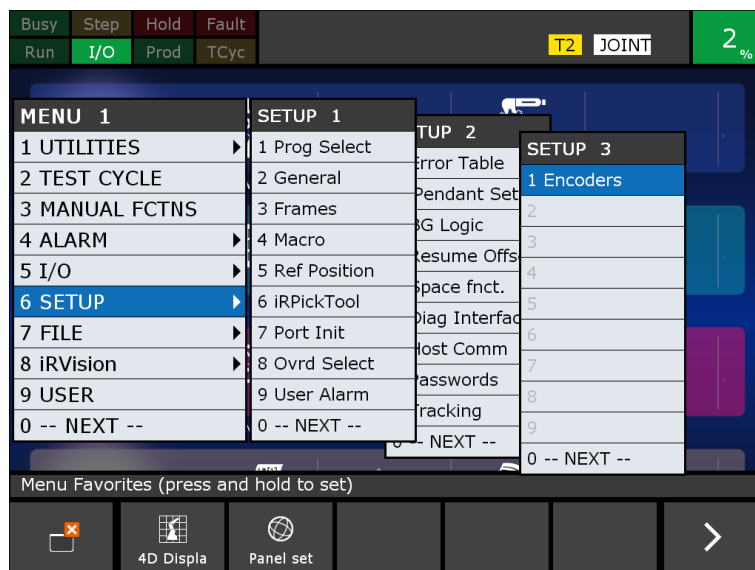 Busy Step Hold Fault
Run I/O Prod TCyc
T2 JOINT
2 %
MENU 1
1 UTILITIES
2 TEST CYCLE
3 MANUAL FCTNS
4 ALARM
5 I/O
6 SETUP
7 FILE
8 iRVision
9 USER
0 -- NEXT --
SETUP 1
1 Prog Select
2 General
3 Frames
4 Macro
5 Ref Position
6 iRPickTool
7 Port Init
8 Ovrd Select
9 User Alarm
0 -- NEXT --
TUP 2
Error Table
Pendant Set
BG Logic
Resume Offs
Space fnct.
Diag Interfac
Host Comm
Passwords
Tracking
0 -- NEXT --
SETUP 3
1 Encoders
2
3
4
5
6
7
8
9
0 -- NEXT --
Menu Favorites (press and hold to set)
4D Displa
Panel set